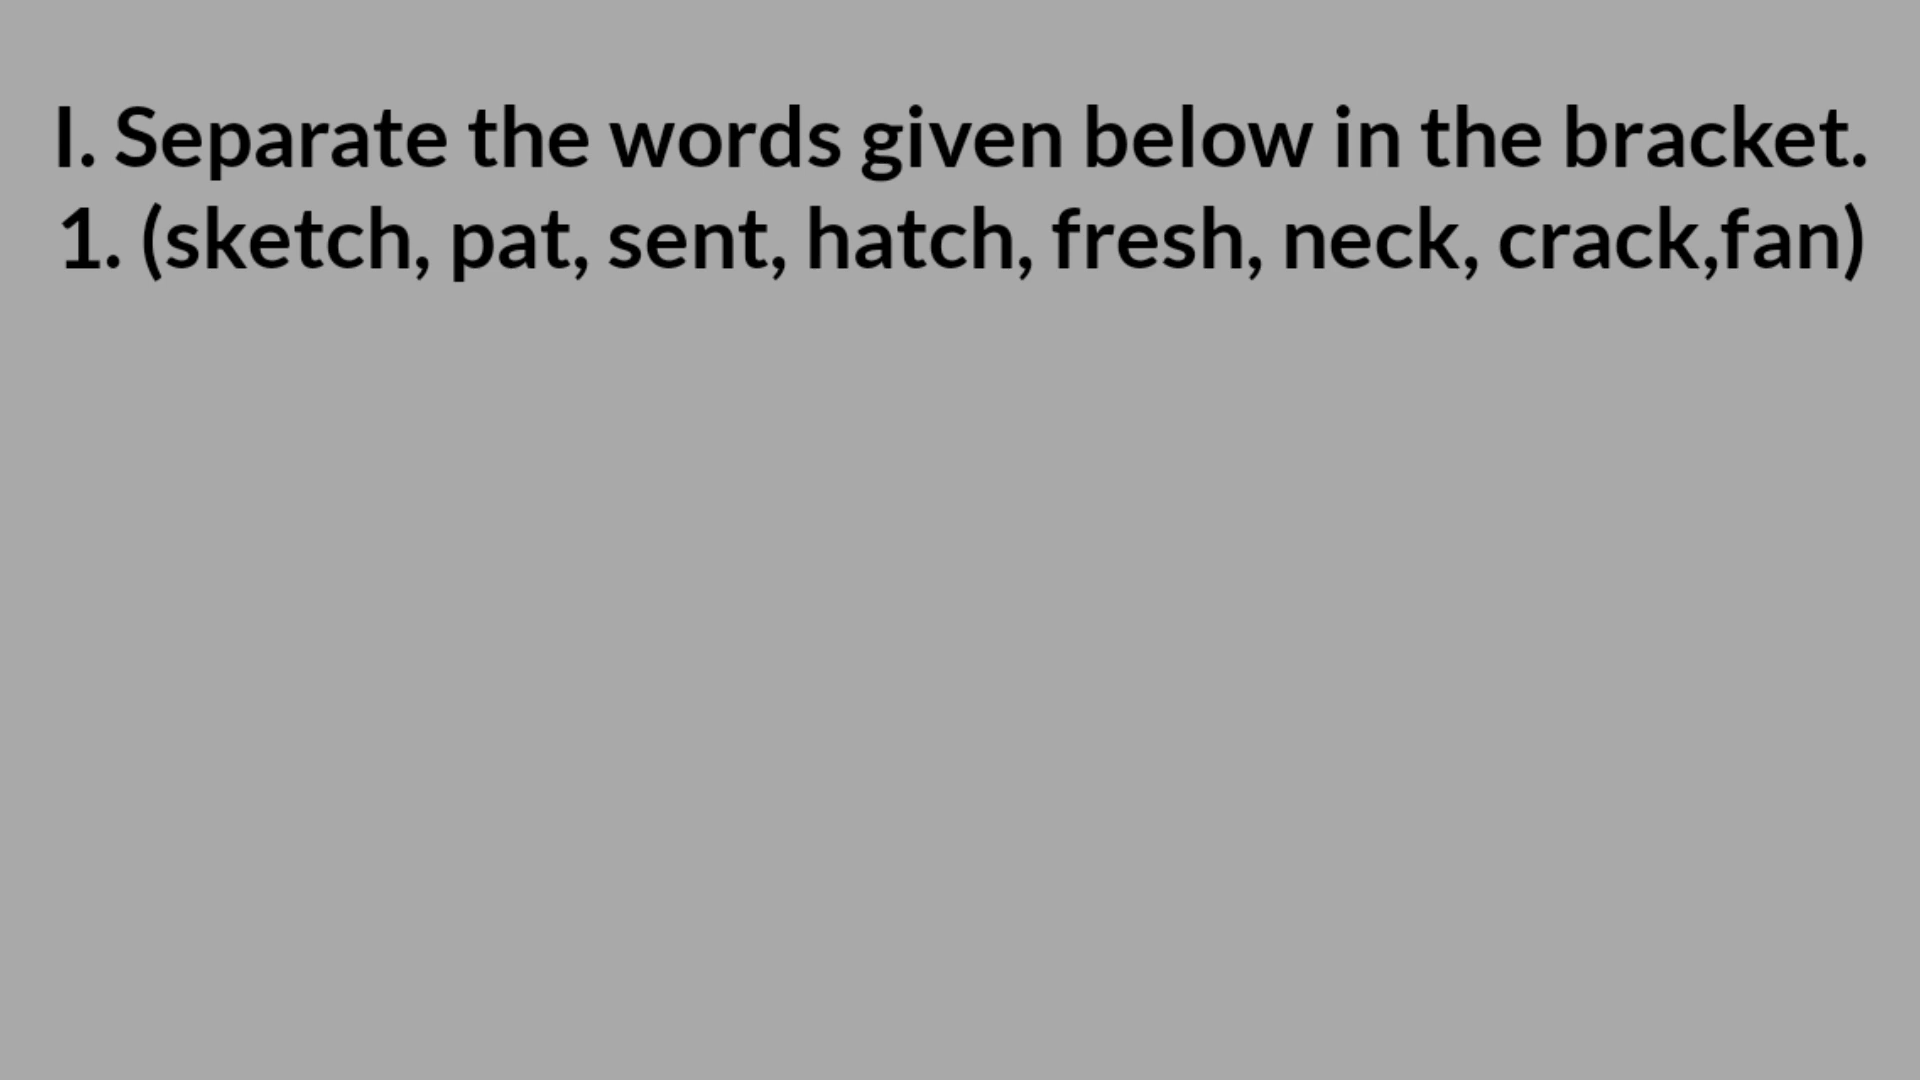 I. Separate the words given below in the bracket.
1. (sketch, pat, sent, hatch, fresh, neck, crack,fan)